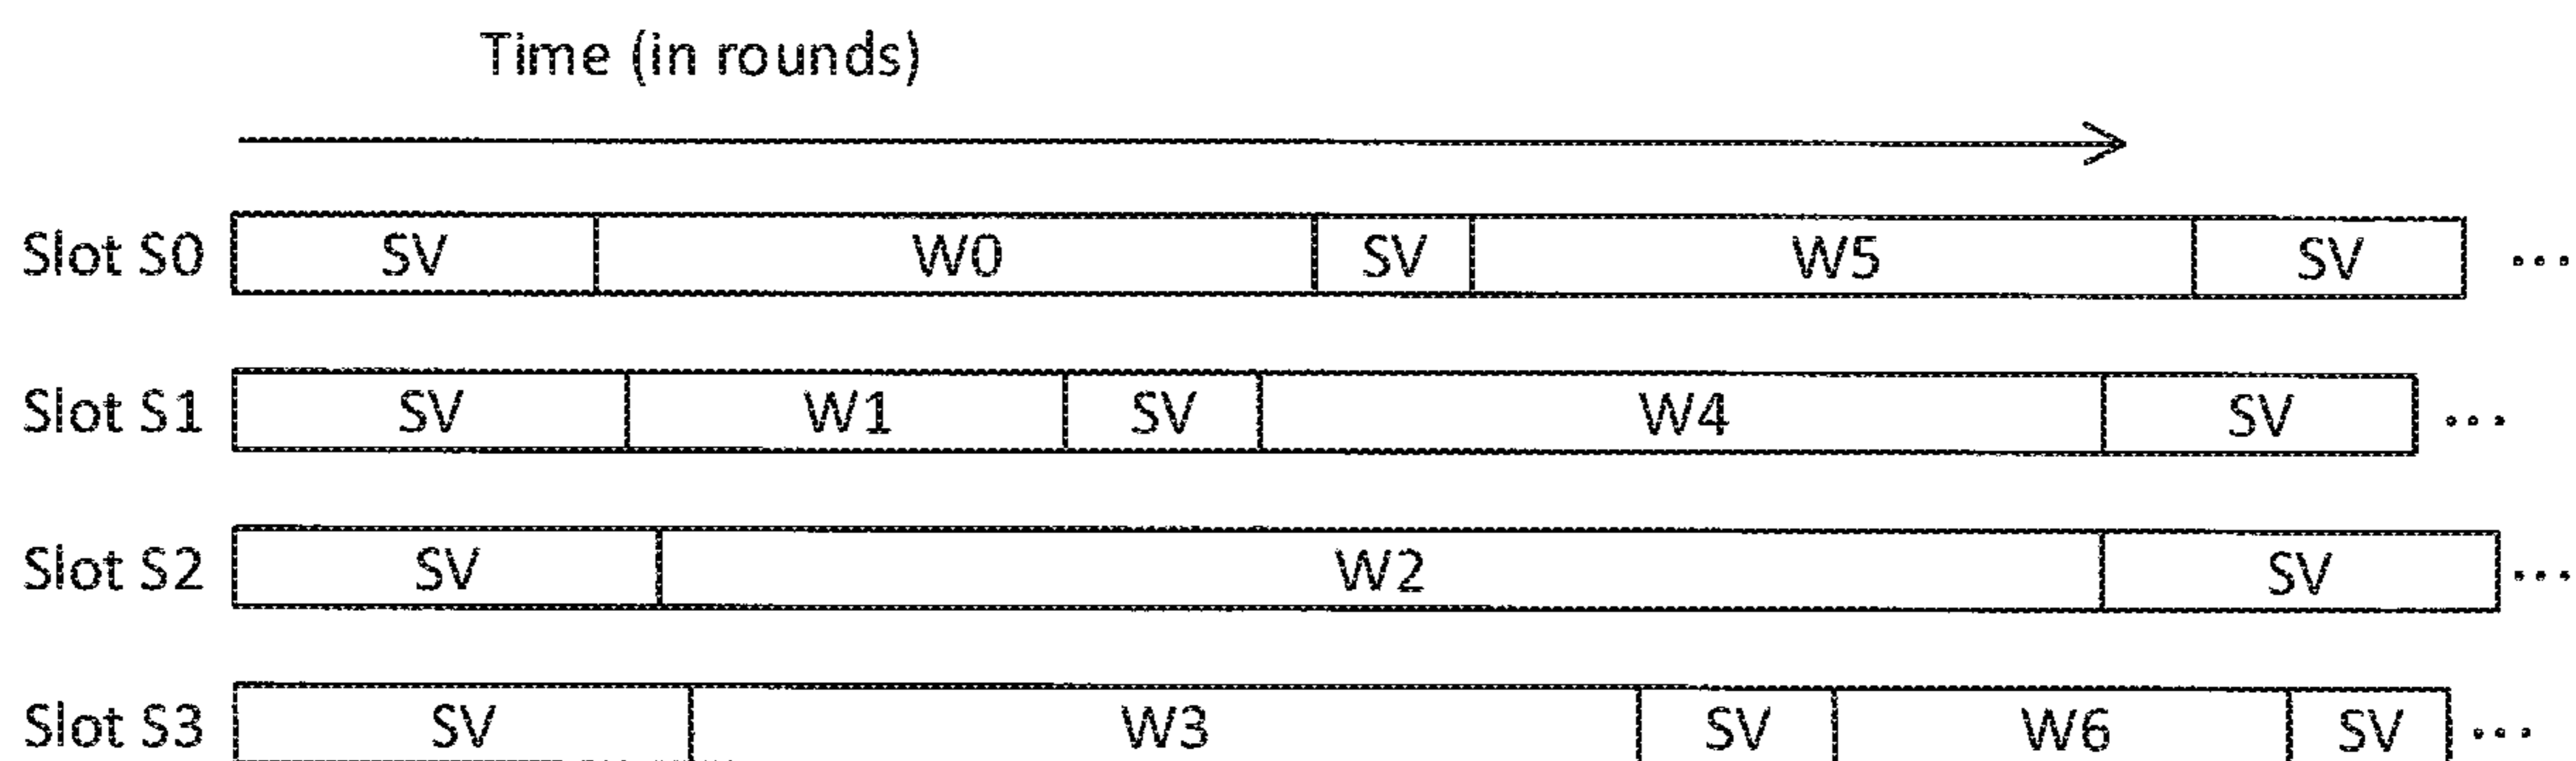 Time (in rounds)
Slot S0 SV W0 SV W5 SV ...
Slot S1 SV W1 SV W4 SV ...
Slot S2 SV W2 SV ...
Slot S3 SV W3 SV W6 SV ...